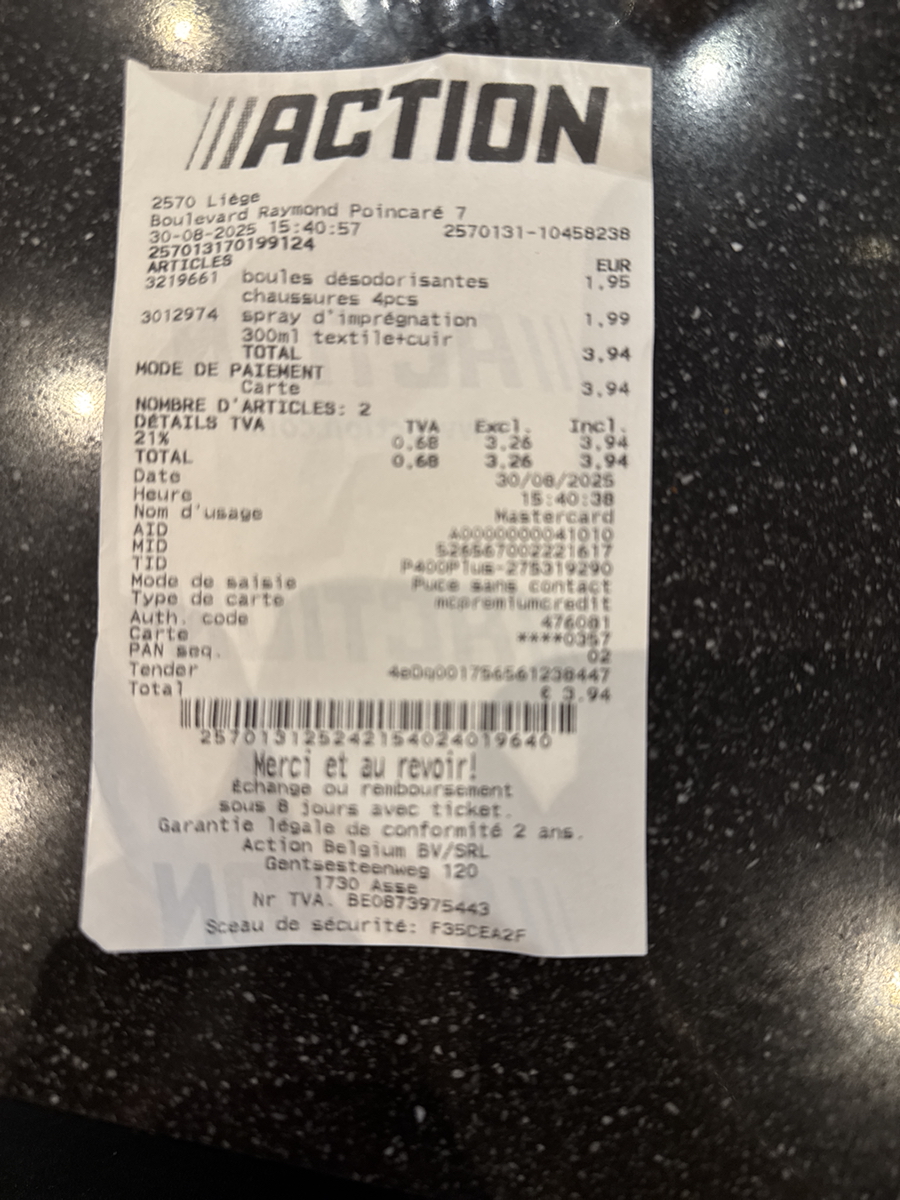 ACTION
2570 Liège
Boulevard Raymond Poincaré 7
30-08-2025 15:40:57 2570131-10458238
257013170199124
ARTICLES EUR
3219661 boules désodorisantes 1,95
chaussures 4pcs
3012974 spray d'imprégnation 1,99
300ml textile+cuir
TOTAL 3,94
MODE DE PAIEMENT
Carte 3,94
NOMBRE D'ARTICLES: 2
DÉTAILS TVA TVA Excl. Incl.
21% 0,68 3,26 3,94
TOTAL 0,68 3,26 3,94
Date 30/08/2025
Heure 15:40:38
Nom d'usage Mastercard
AID A0000000041010
MID 526567002221617
TID P400Plus-275319290
Mode de saisie Puce sans contact
Type de carte mcpremiumcredit
Auth. code 476081
Carte ****0357
PAN seq. 02
Tender
Total € 3.94
257013125242154024019640
Merci et au revoir!
Échange ou remboursement
sous 8 jours avec ticket.
Garantie légale de conformité 2 ans.
Action Belgium BV/SRL
Gentsesteenweg 120
1730 Asse
Nr TVA. BE0873975443
Sceau de sécurité: F35CEA2F